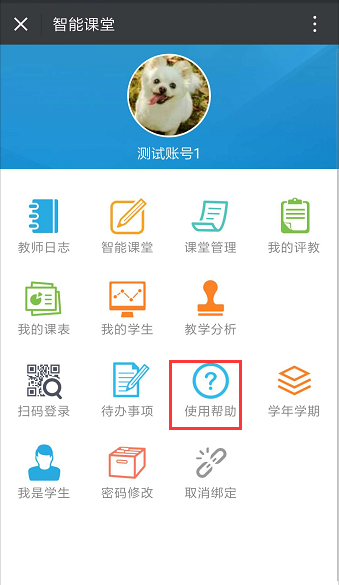 智能课堂
测试账号1
教师日志 智能课堂 课堂管理 我的评教
我的课表 我的学生 教学分析
扫码登录 待办事项 使用帮助 学年学期
我是学生 密码修改 取消绑定